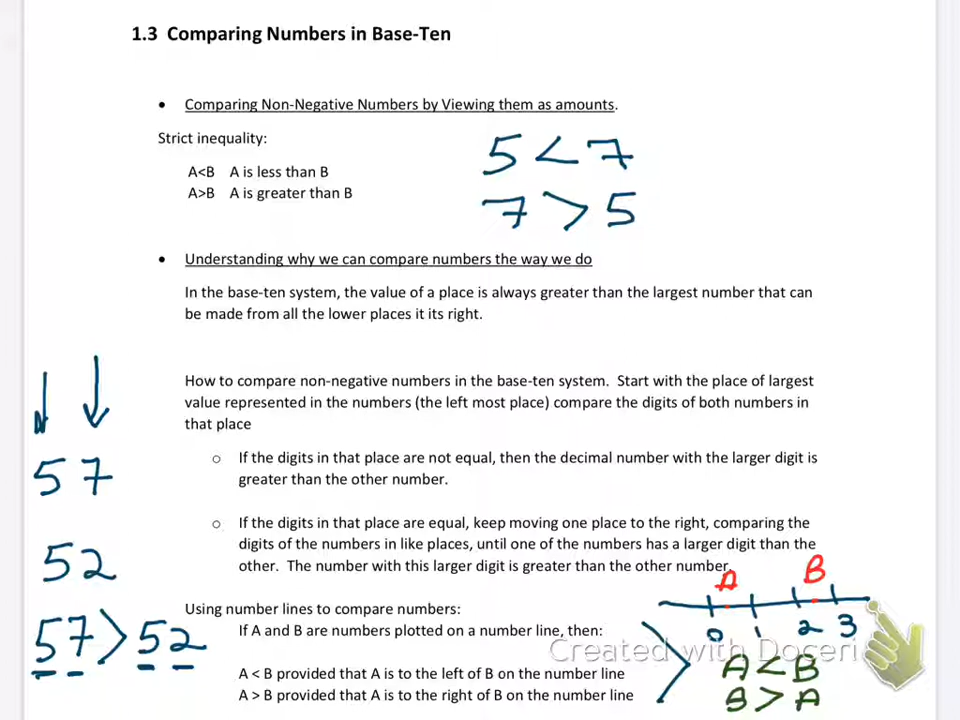 1.3 Comparing Numbers in Base-Ten
• Comparing Non-Negative Numbers by Viewing them as amounts.
Strict inequality:
A<B A is less than B
A>B A is greater than B
5 < 7
7 > 5
• Understanding why we can compare numbers the way we do
In the base-ten system, the value of a place is always greater than the largest number that can
be made from all the lower places it its right.
How to compare non-negative numbers in the base-ten system. Start with the place of largest
value represented in the numbers (the left most place) compare the digits of both numbers in
that place
○ If the digits in that place are not equal, then the decimal number with the larger digit is
greater than the other number.
○ If the digits in that place are equal, keep moving one place to the right, comparing the
digits of the numbers in like places, until one of the numbers has a larger digit than the
other. The number with this larger digit is greater than the other number.
57
52
57 > 52
Using number lines to compare numbers:
If A and B are numbers plotted on a number line, then:
A < B provided that A is to the left of B on the number line
A > B provided that A is to the right of B on the number line
A B
0 1 2 3
>
A < B
B > A
Created with Doceri